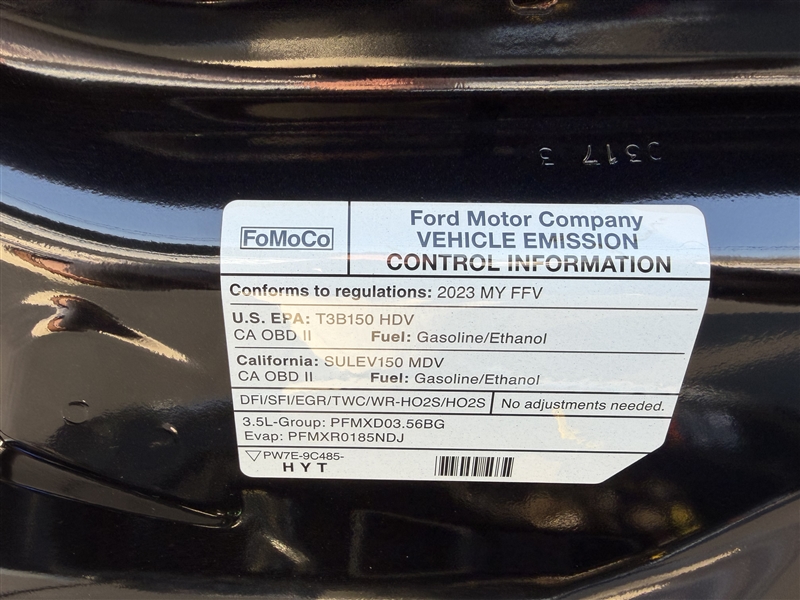 FoMoCo
Ford Motor Company
VEHICLE EMISSION
CONTROL INFORMATION
Conforms to regulations: 2023 MY FFV
U.S. EPA: T3B150 HDV
CA OBD II Fuel: Gasoline/Ethanol
California: SULEV150 MDV
CA OBD II Fuel: Gasoline/Ethanol
DFI/SFI/EGR/TWC/WR-HO2S/HO2S No adjustments needed.
3.5L-Group: PFMXD03.56BG
Evap: PFMXR0185NDJ
PW7E-9C485-
HYT